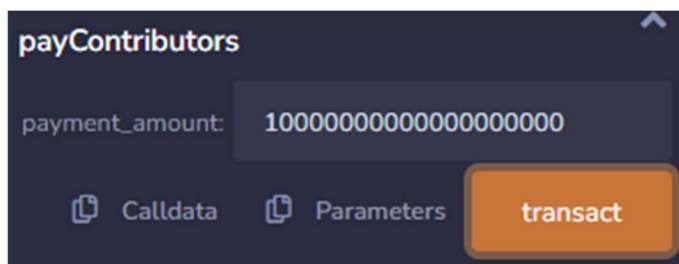 payContributors
payment_amount: 10000000000000000000
Calldata Parameters transact